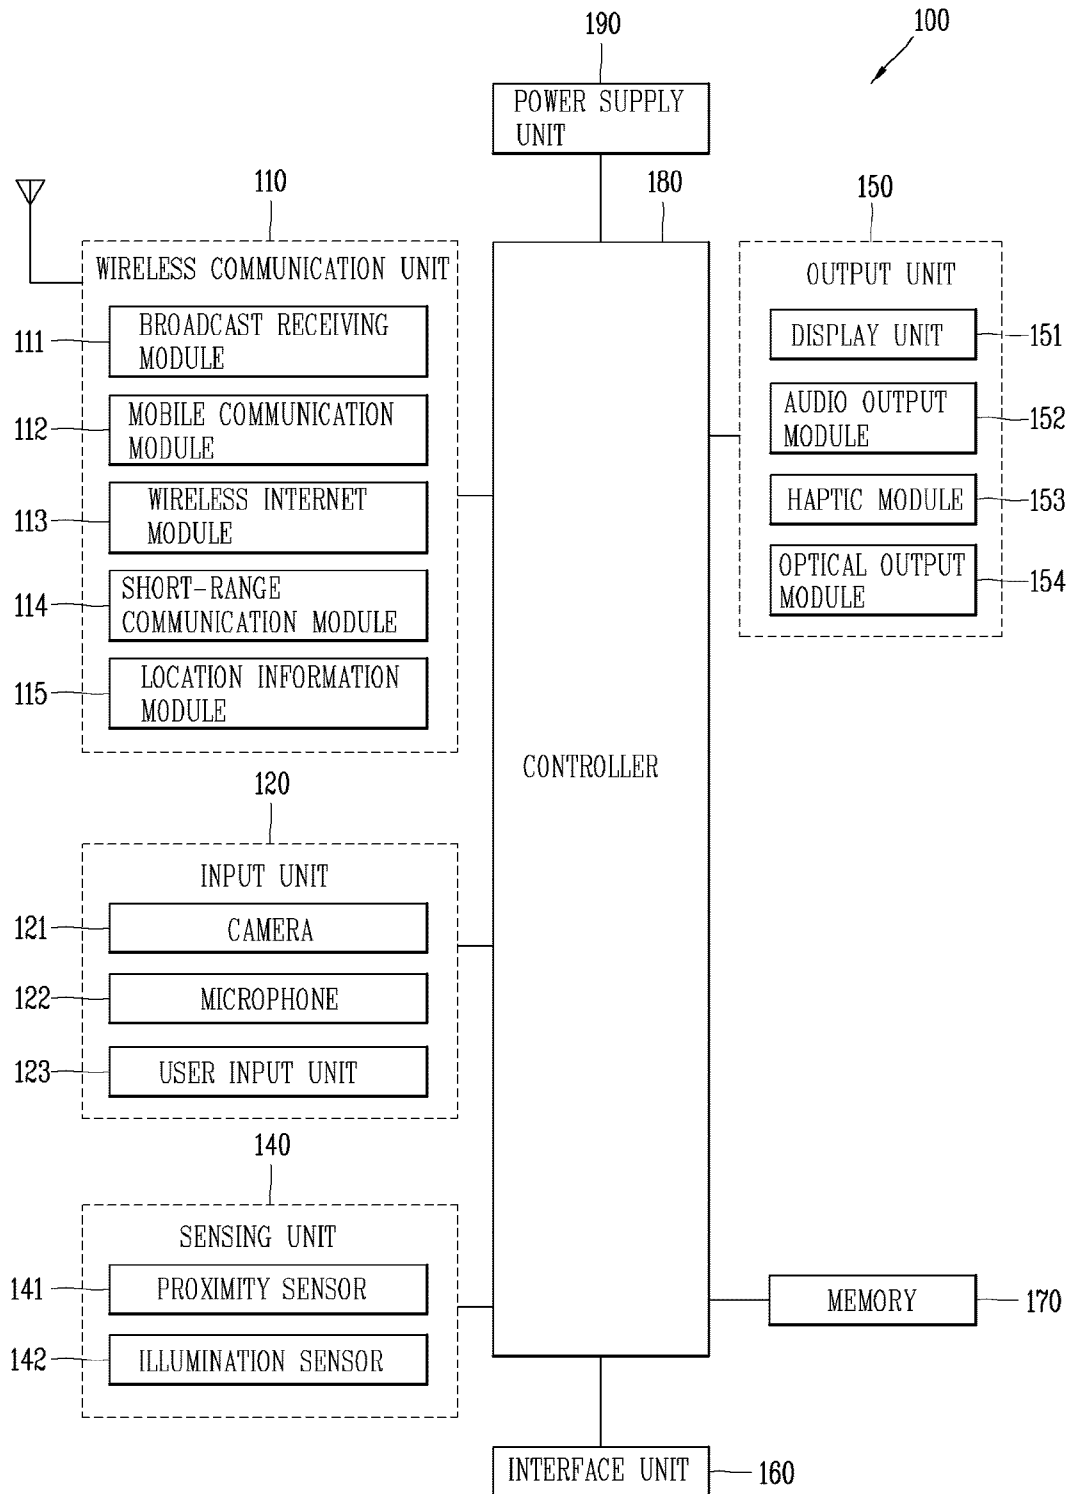 190
100
POWER SUPPLY
UNIT
110
180
150
WIRELESS COMMUNICATION UNIT
111
BROADCAST RECEIVING
MODULE
112
MOBILE COMMUNICATION
MODULE
113
WIRELESS INTERNET
MODULE
114
SHORT-RANGE
COMMUNICATION MODULE
115
LOCATION INFORMATION
MODULE
OUTPUT UNIT
DISPLAY UNIT
151
AUDIO OUTPUT
MODULE
152
HAPTIC MODULE
153
OPTICAL OUTPUT
MODULE
154
CONTROLLER
120
INPUT UNIT
121
CAMERA
122
MICROPHONE
123
USER INPUT UNIT
140
SENSING UNIT
141
PROXIMITY SENSOR
142
ILLUMINATION SENSOR
MEMORY
170
INTERFACE UNIT
160